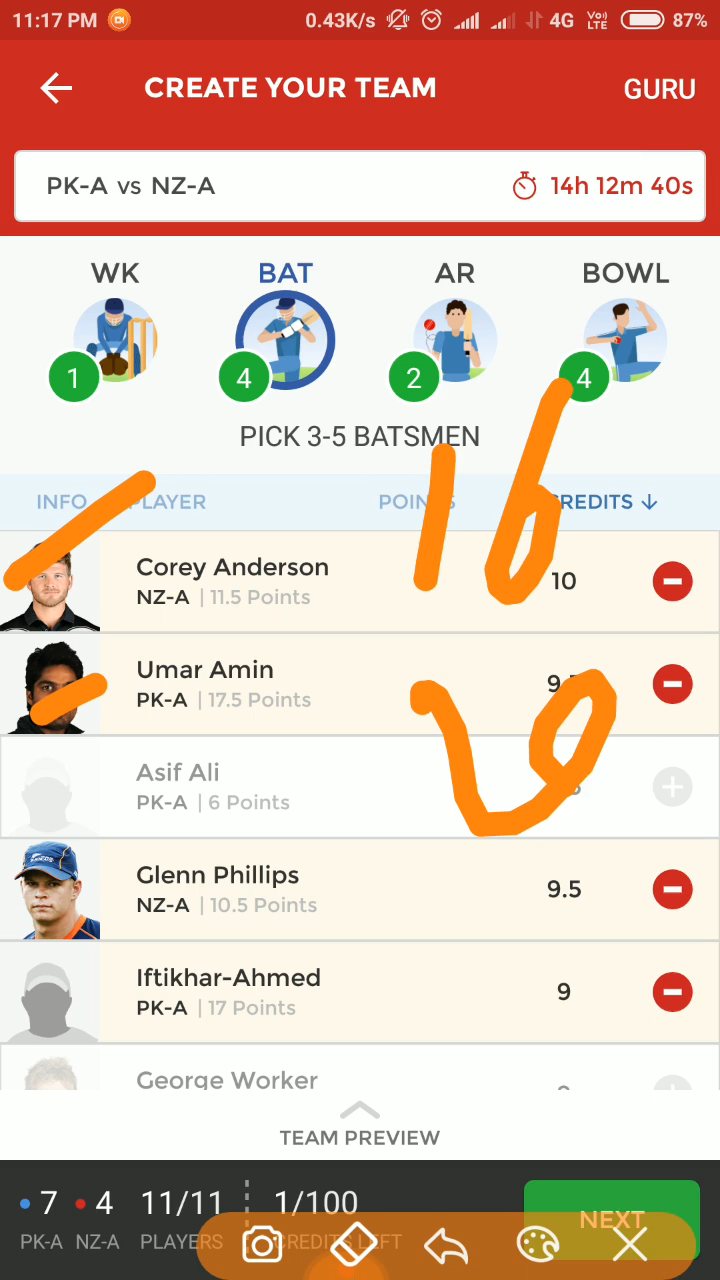 11:17 PM 0.43K/s 4G VoLTE 87%
CREATE YOUR TEAM GURU
PK-A vs NZ-A 14h 12m 40s
WK BAT AR BOWL
1 4 2 4
PICK 3-5 BATSMEN
INFO PLAYER POINTS CREDITS ↓
16
Corey Anderson
NZ-A | 11.5 Points 10
Umar Amin
PK-A | 17.5 Points
Asif Ali
PK-A | 6 Points
Glenn Phillips
NZ-A | 10.5 Points 9.5
Iftikhar-Ahmed
PK-A | 17 Points 9
George Worker
TEAM PREVIEW
7 4 11/11 1/100 NEXT
PK-A NZ-A PLAYERS CREDITS LEFT